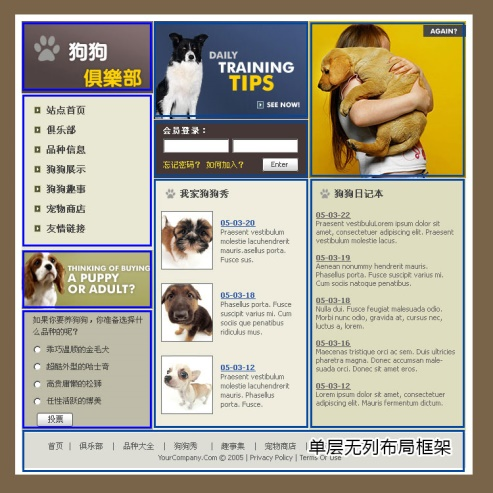 狗狗
俱樂部
站点首页
俱乐部
品种信息
狗狗展示
狗狗趣事
宠物商店
友情链接
THINKING OF BUYING
A PUPPY
OR ADULT?
如果你要养狗狗，你准备选择什
么品种的呢?
乖巧温顺的金毛犬
超酷外型的哈士奇
高贵慵懒的松狮
任性活跃的博美
投票
DAILY
TRAINING
TIPS
SEE NOW!
会员登录：
忘记密码? 如何加入?
Enter
AGAIN?
我家狗狗秀
05-03-20
Praesent vestibulum
molestie lacuhendrerit
mauris.asellus porta.
Fusce sus.
05-03-18
Phasellus porta. Fusce
suscipit varius mi. Cum
sociis que penatibus
ridiculus mus.
05-03-12
Praesent vestibulum
molestie lacuhendrerit
mauris. Phasellus
porta. Fusce.
狗狗日记本
05-03-22
Praesent vestibuluLorem ipsum dolor sit
amet, consectetuer adipiscing elit. Praesent
vestibulum molestie lacus.
05-03-19
Aenean nonummy hendrerit mauris.
Phasellus porta. Fusce suscipit varius mi.
Cum sociis natoque penatibus.
05-03-18
Nulla dui. Fusce feugiat malesuada odio.
Morbi nunc odio, gravida at, cursus nec,
luctus a, lorem.
05-03-16
Maecenas tristique orci ac sem. Duis ultricies
pharetra magna. Donec accumsan male-
suada orci. Donec sit amet eros.
05-03-12
Lorem ipsum dolor sit amet, consectetuer
adipiscing elit. Mauris fermentum dictum.
首页 | 俱乐部 | 品种大全 | 狗狗秀 | 趣事集 | 宠物商店 |
单层无列布局框架
YourCompany.Com © 2005 | Privacy Policy | Terms Of Use